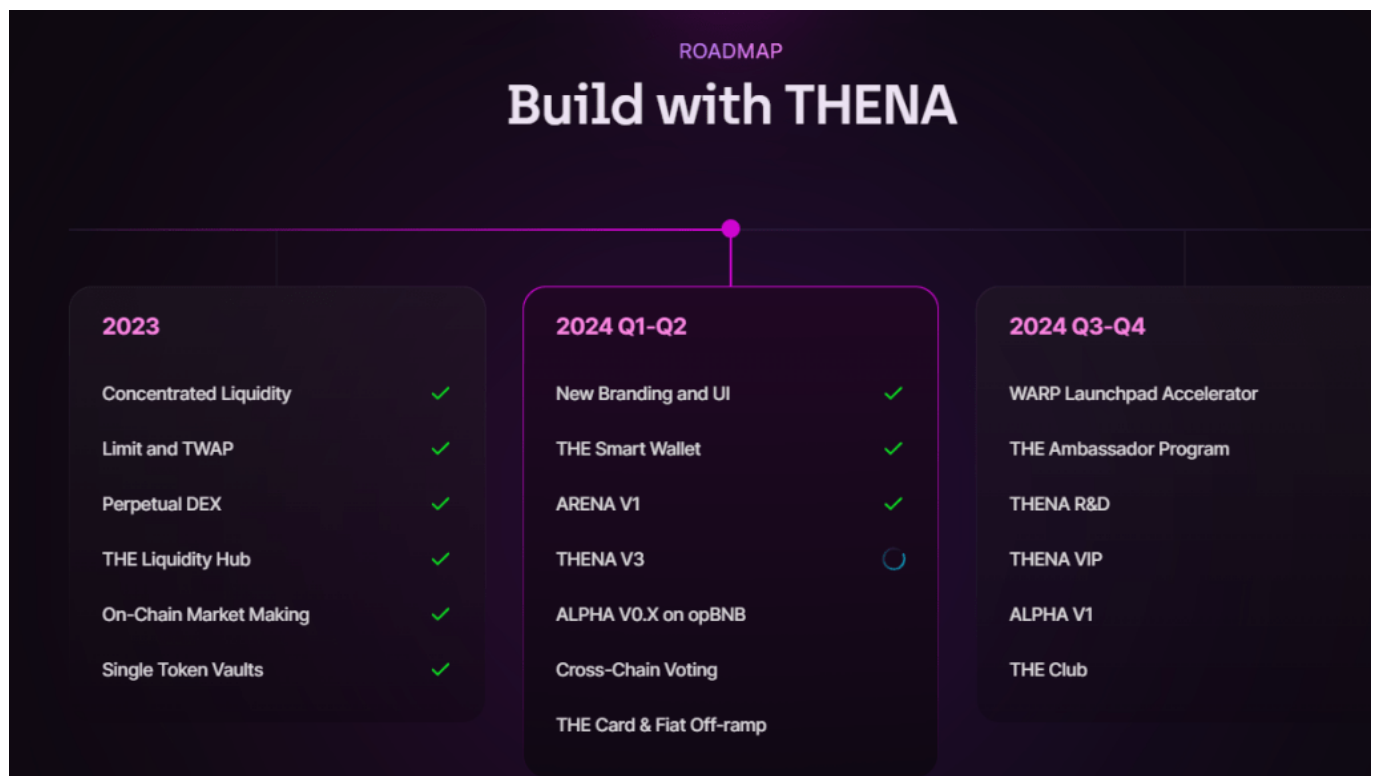 ROADMAP
Build with THENA
2023
Concentrated Liquidity
Limit and TWAP
Perpetual DEX
THE Liquidity Hub
On-Chain Market Making
Single Token Vaults
2024 Q1-Q2
New Branding and UI
THE Smart Wallet
ARENA V1
THENA V3
ALPHA V0.X on opBNB
Cross-Chain Voting
THE Card & Fiat Off-ramp
2024 Q3-Q4
WARP Launchpad Accelerator
THE Ambassador Program
THENA R&D
THENA VIP
ALPHA V1
THE Club